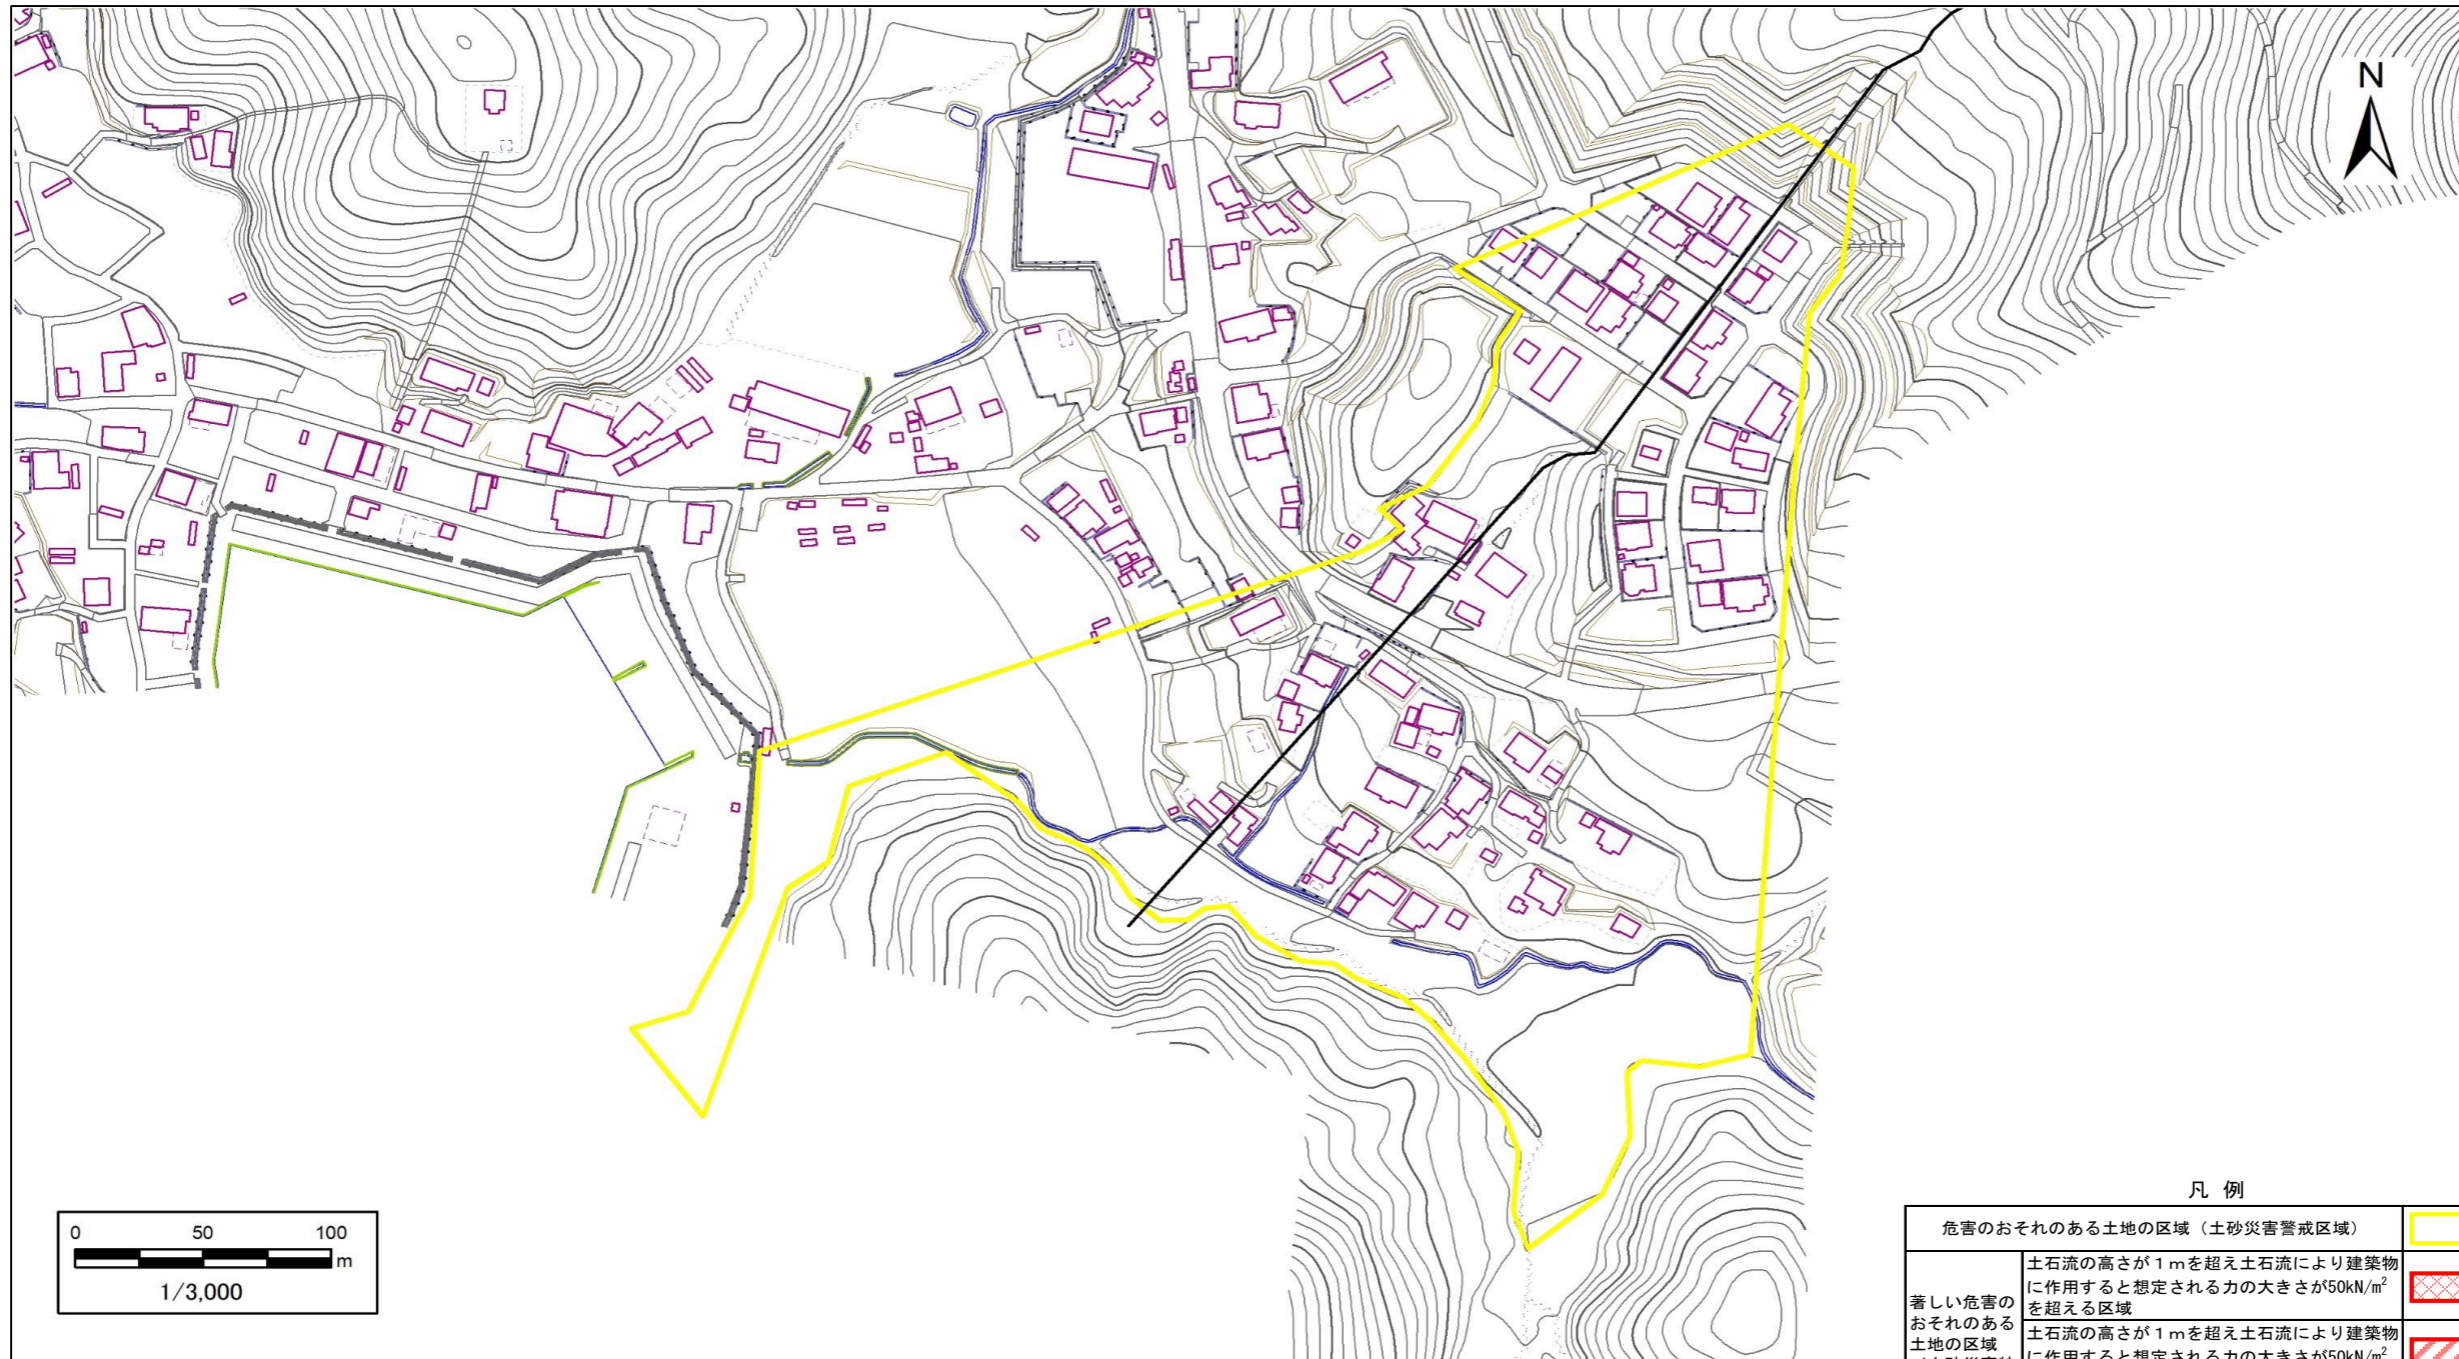 N
0 50 100
m
1/3,000
凡 例
危害のおそれのある土地の区域（土砂災害警戒区域）
土石流の高さが１ｍを超え土石流により建築物
に作用すると想定される力の大きさが50kN/㎡
を超える区域
著しい危害の
おそれのある
土地の区域
土石流の高さが１ｍを超え土石流により建築物
に作用すると想定される力の大きさが50kN/㎡